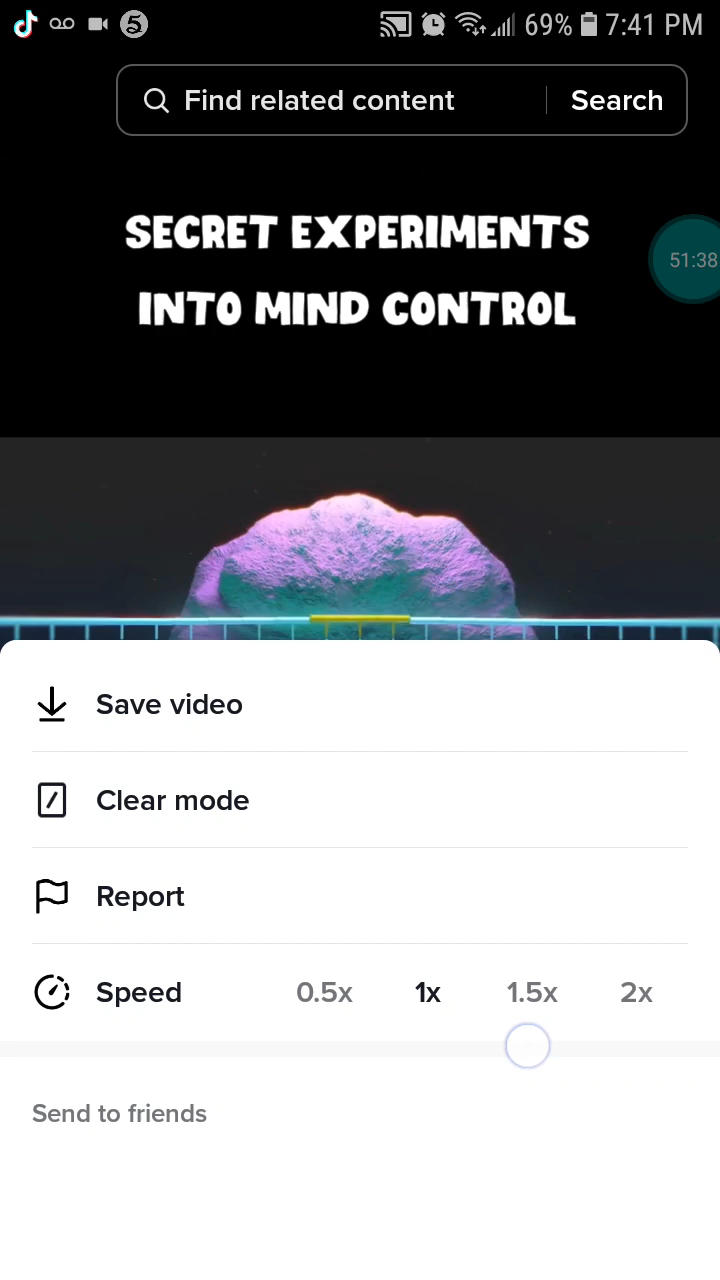 69% 7:41 PM
Find related content Search
SECRET EXPERIMENTS
INTO MIND CONTROL
51:38
Save video
Clear mode
Report
Speed 0.5x 1x 1.5x 2x
Send to friends